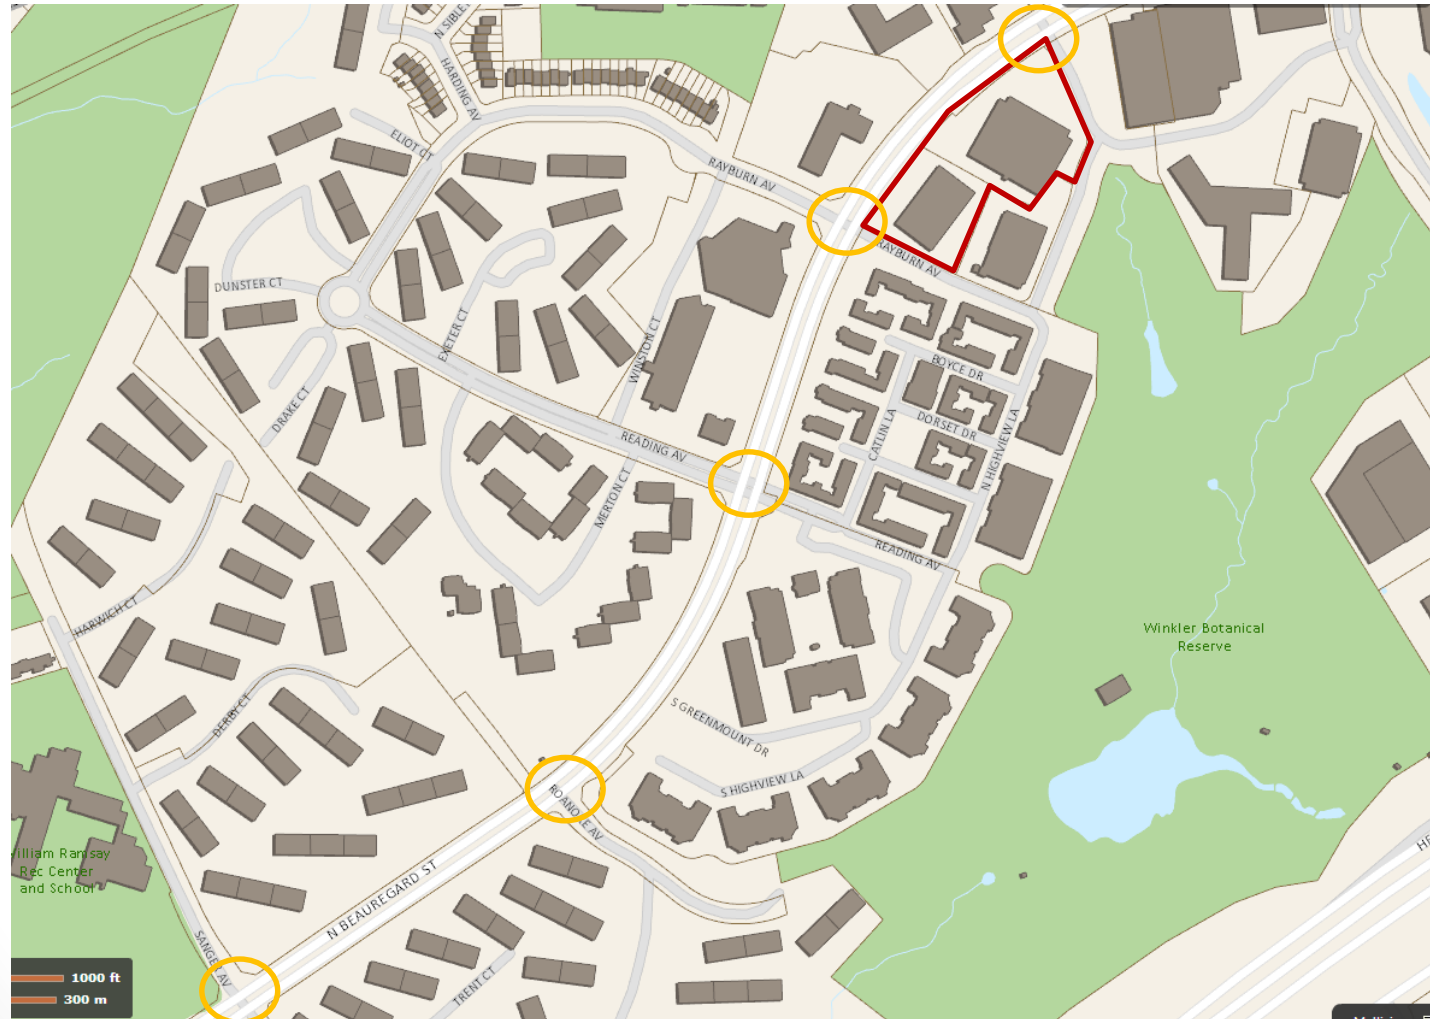 N SIBLEY
HARDING AV
ELIOT CT
RAYBURN AV
RAYBURN AV
DUNSTER CT
EXETER CT
WINSTON CT
BOYCE DR
DRAKE CT
DORSET DR
CATLIN LA
N HIGHVIEW LA
READING AV
MERTON CT
READING AV
HARWICH CT
Winkler Botanical
Reserve
DERBY CT
S GREENMOUNT DR
S HIGHVIEW LA
ROANOKE AV
William Ramsay
Rec Center
and School
N BEAUREGARD ST
SANGER AV
TRENT CT
1000 ft
300 m